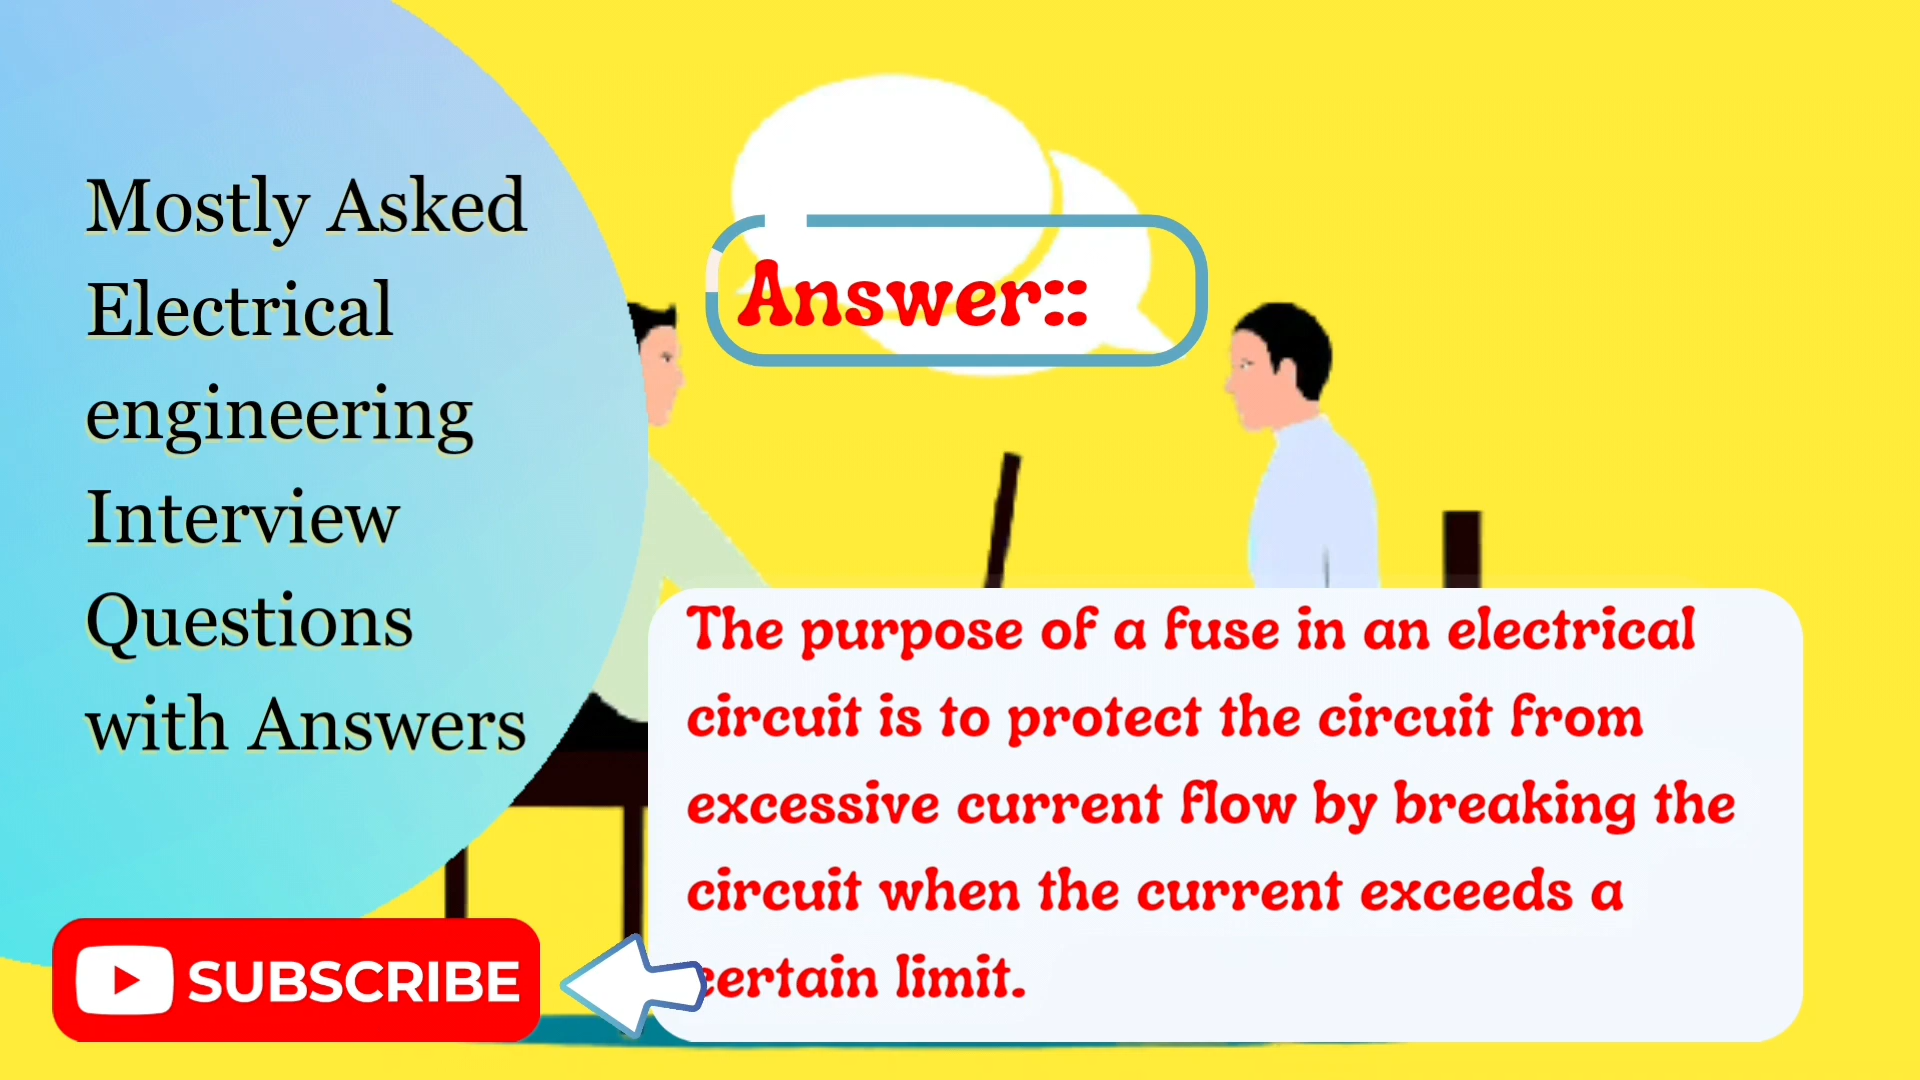 Mostly Asked
Electrical
engineering
Interview
Questions
with Answers
Answer::
The purpose of a fuse in an electrical
circuit is to protect the circuit from
excessive current flow by breaking the
circuit when the current exceeds a
certain limit.
SUBSCRIBE